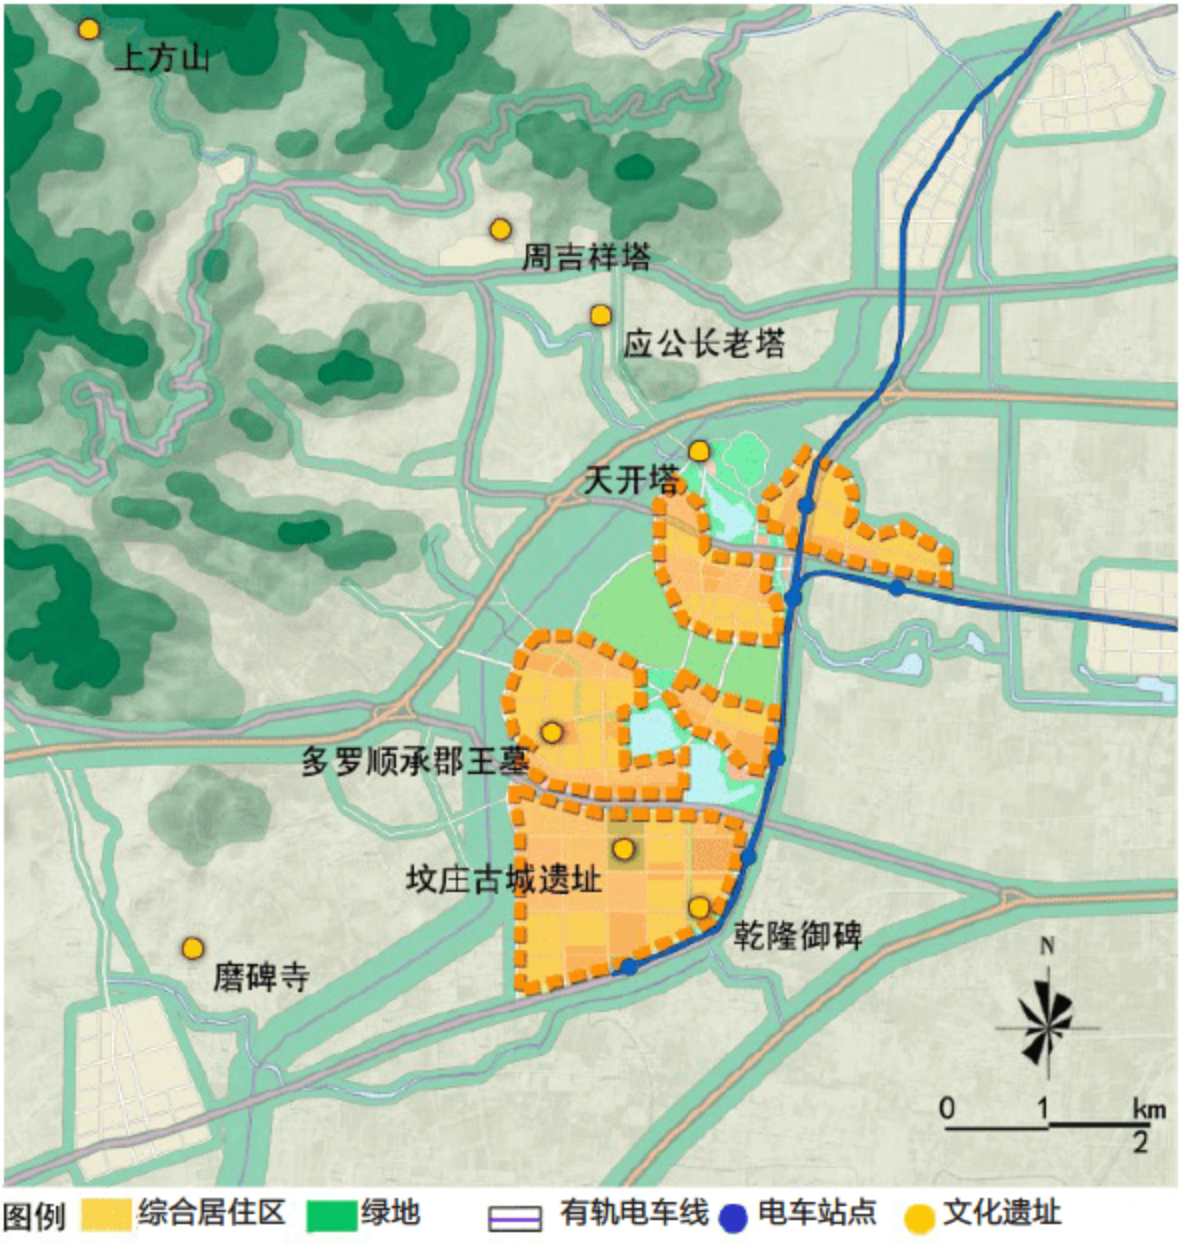 上方山
周吉祥塔
应公长老塔
天开塔
多罗顺承郡王墓
坟庄古城遗址
乾隆御碑
磨碑寺
N
0 1 km
2
图例 综合居住区 绿地 有轨电车线 电车站点 文化遗址